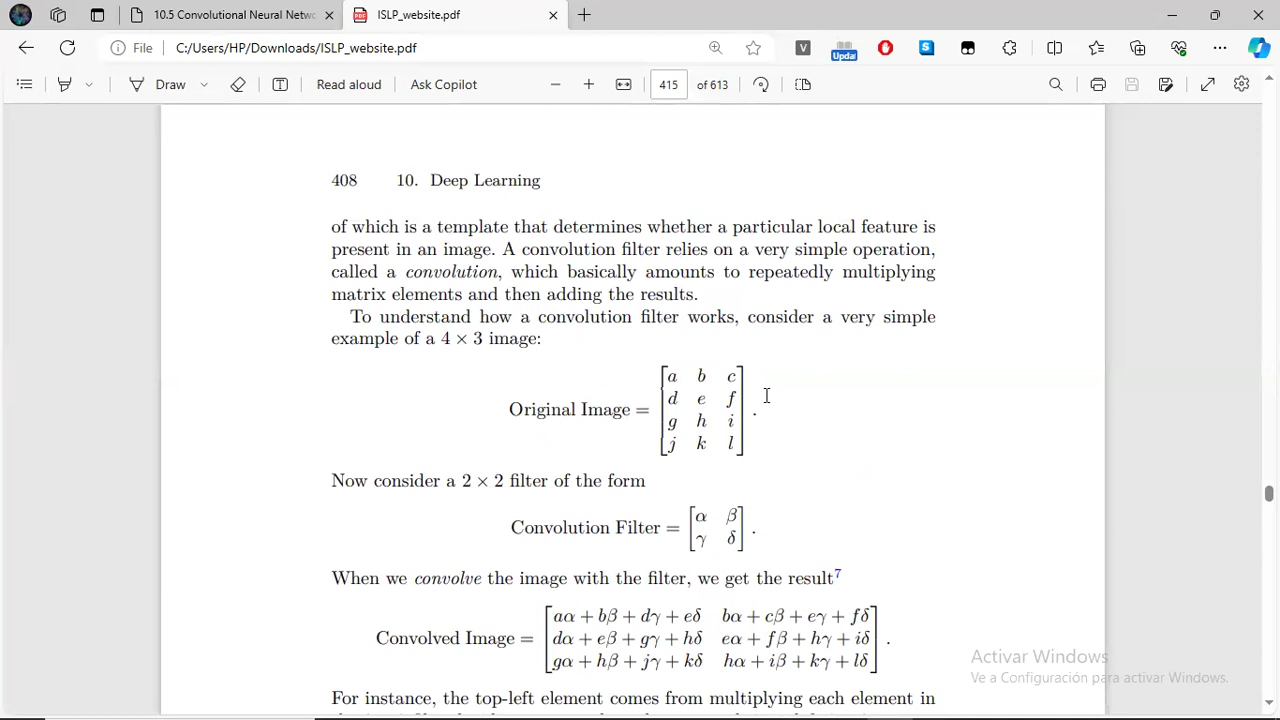 10.5 Convolutional Neural Netw
ISLP_website.pdf
File
C:/Users/HP/Downloads/ISLP_website.pdf
V
Upda
S
Draw
Read aloud
Ask Copilot
415 of 613
408 10. Deep Learning
of which is a template that determines whether a particular local feature is
present in an image. A convolution filter relies on a very simple operation,
called a convolution, which basically amounts to repeatedly multiplying
matrix elements and then adding the results.
To understand how a convolution filter works, consider a very simple
example of a 4 × 3 image:
a b c
d e f
Original Image = .
g h i
j k l
Now consider a 2 × 2 filter of the form
α β
Convolution Filter = .
γ δ
When we convolve the image with the filter, we get the result7
aα + bβ + dγ + eδ bα + cβ + eγ + fδ
Convolved Image = dα + eβ + gγ + hδ eα + fβ + hγ + iδ .
gα + hβ + jγ + kδ hα + iβ + kγ + lδ
For instance, the top-left element comes from multiplying each element in
Activar Windows
Ve a Configuración para activar Windows.